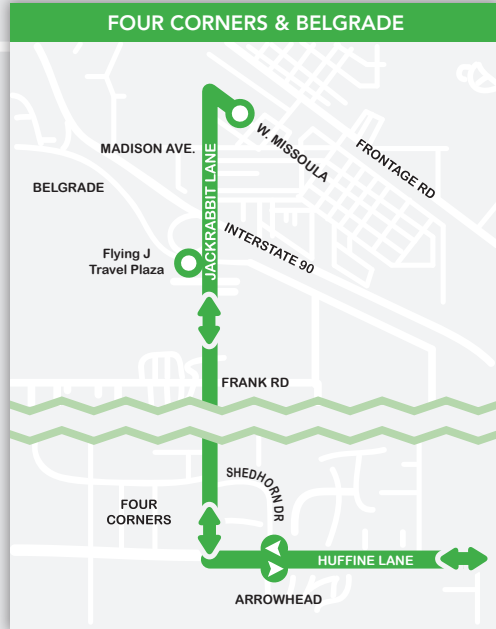 FOUR CORNERS & BELGRADE
W. MISSOULA
MADISON AVE.
FRONTAGE RD
JACKRABBIT LANE
BELGRADE
INTERSTATE 90
Flying J
Travel Plaza
FRANK RD
SHEDHORN DR
FOUR
CORNERS
HUFFINE LANE
ARROWHEAD